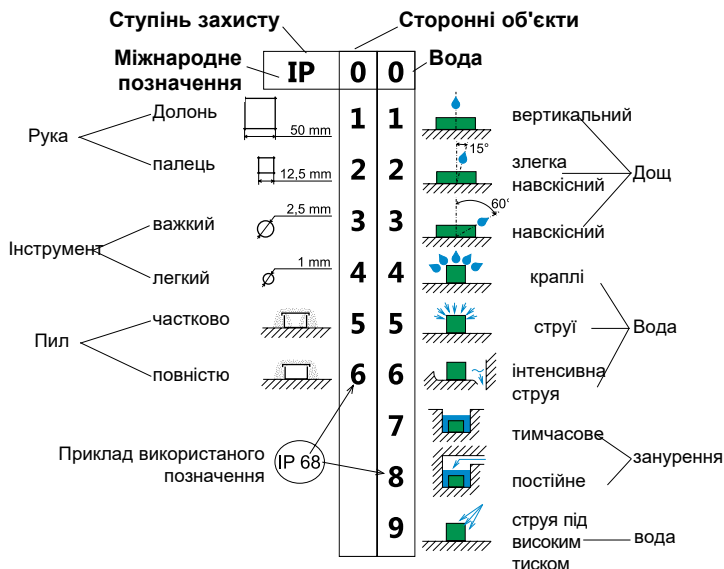 Ступінь захисту
Сторонні об'єкти
Міжнародне
позначення
IP
0
0
Вода
Рука
Долонь
50 mm
1
1
вертикальний
палець
12,5 mm
2
2
15°
злегка
навскісний
Дощ
Інструмент
важкий
2,5 mm
3
3
60°
навскісний
легкий
1 mm
4
4
краплі
Пил
частково
5
5
струї
Вода
повністю
6
6
інтенсивна
струя
7
тимчасове
Приклад використаного
позначення
IP 68
8
постійне
занурення
9
струя під
високим
тиском
вода